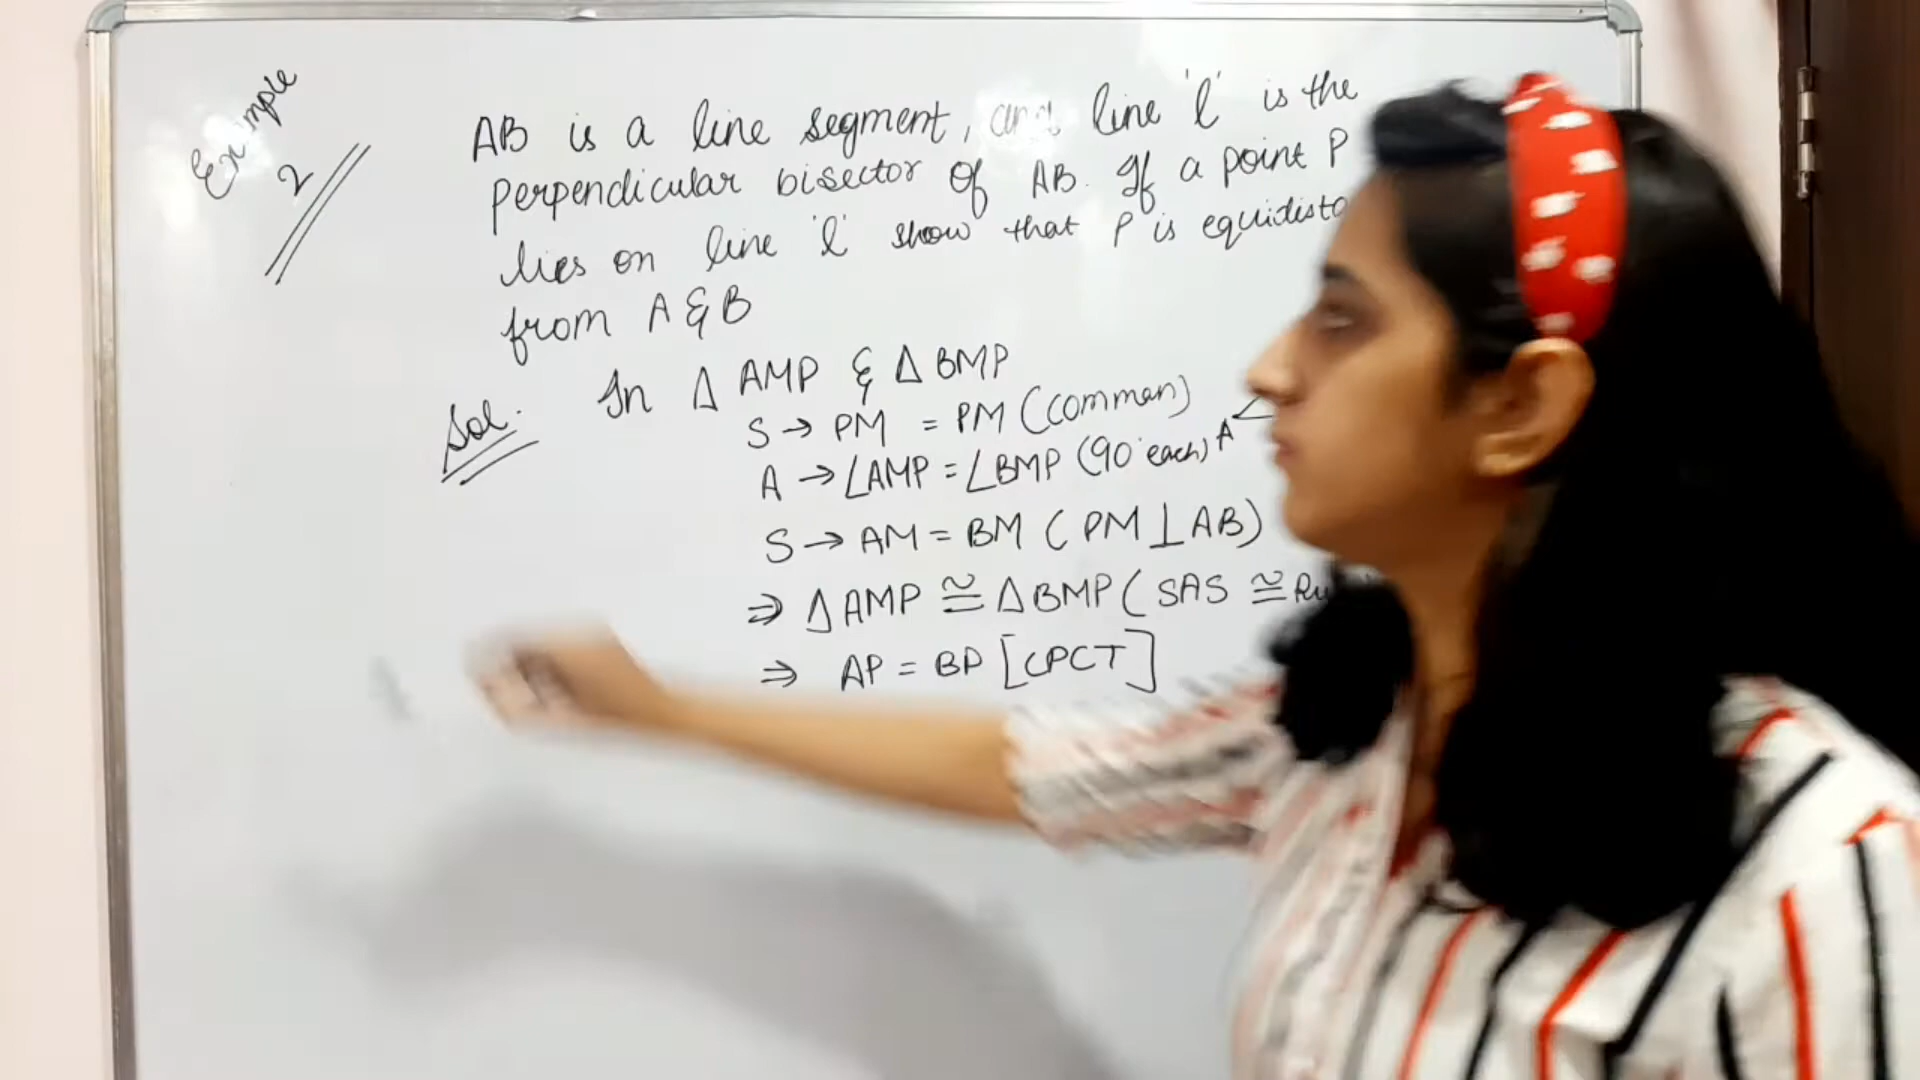 Example
2
AB is a line segment, and line 'l' is the
perpendicular bisector of AB. If a point P
lies on line 'l' show that P is equidista
from A & B
Sol. In Δ AMP & Δ BMP
S → PM = PM (common)
A → ∠AMP = ∠BMP (90° each) A
S → AM = BM ( PM ⊥ AB)
⇒ Δ AMP ≅ Δ BMP ( SAS ≅ Ru
⇒ AP = BP [CPCT]